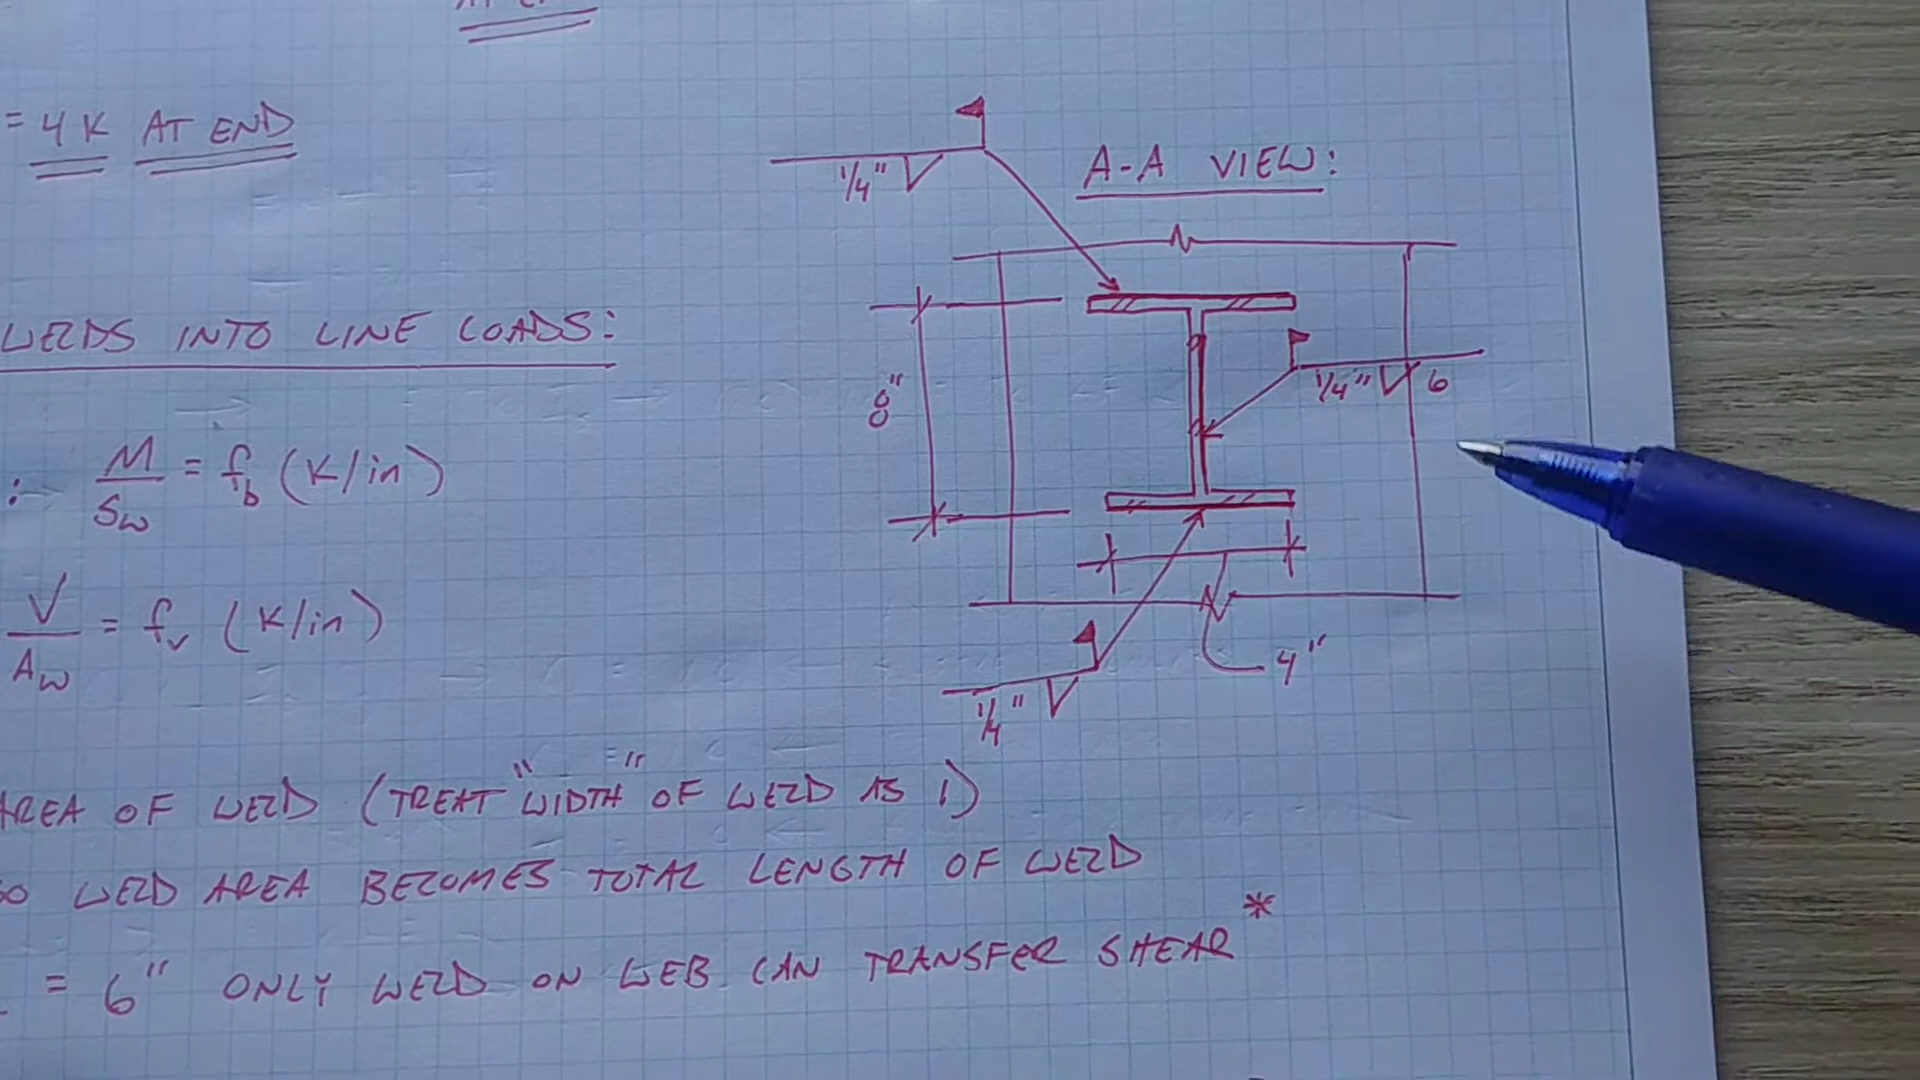 = 4K AT END
A-A VIEW:
1/4"
8"
1/4" 6
4"
1/4"
WELDS INTO LINE LOADS:
: M/Sw = fb (K/in)
V/Aw = fv (K/in)
AREA OF WELD (TREAT "WIDTH" OF WELD AS 1)
SO WELD AREA BECOMES TOTAL LENGTH OF WELD
= 6" ONLY WELD ON WEB CAN TRANSFER SHEAR*